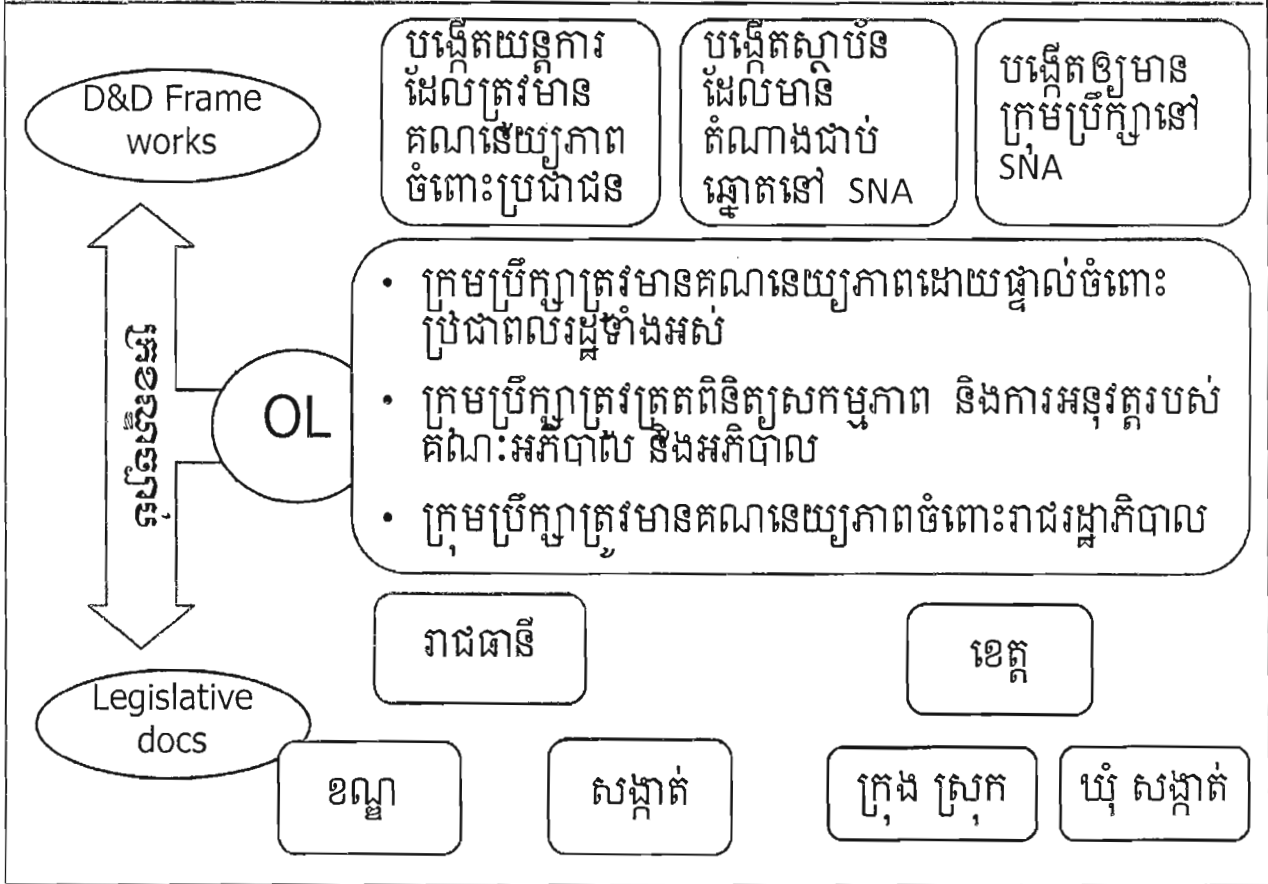 D&D Frame
works
បង្កើតយន្តការ
ដែលត្រូវមាន
គណនេយ្យភាព
ចំពោះប្រជាជន
បង្កើតស្ថាប័ន
ដែលមាន
តំណាងជាប់
ឆ្នោតនៅ SNA
បង្កើតឲ្យមាន
ក្រុមប្រឹក្សានៅ
SNA
OL
• ក្រុមប្រឹក្សាត្រូវមានគណនេយ្យភាពដោយផ្ទាល់ចំពោះ
ប្រជាពលរដ្ឋទាំងអស់
• ក្រុមប្រឹក្សាត្រូវត្រួតពិនិត្យសកម្មភាព និងការអនុវត្តរបស់
គណៈអភិបាល និងអភិបាល
• ក្រុមប្រឹក្សាត្រូវមានគណនេយ្យភាពចំពោះរាជរដ្ឋាភិបាល
Legislative
docs
រាជធានី
ខេត្ត
ខណ្ឌ
សង្កាត់
ក្រុង ស្រុក
ឃុំ សង្កាត់